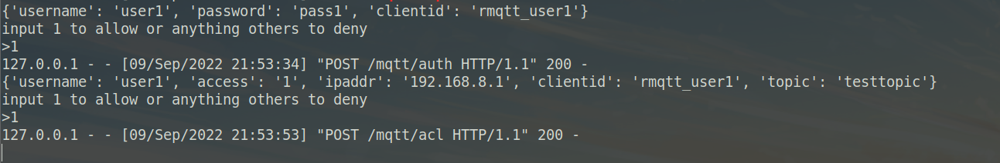 {'username': 'user1', 'password': 'pass1', 'clientid': 'rmqtt_user1'}
input 1 to allow or anything others to deny
>1
127.0.0.1 - - [09/Sep/2022 21:53:34] "POST /mqtt/auth HTTP/1.1" 200 -
{'username': 'user1', 'access': '1', 'ipaddr': '192.168.8.1', 'clientid': 'rmqtt_user1', 'topic': 'testtopic'}
input 1 to allow or anything others to deny
>1
127.0.0.1 - - [09/Sep/2022 21:53:53] "POST /mqtt/acl HTTP/1.1" 200 -